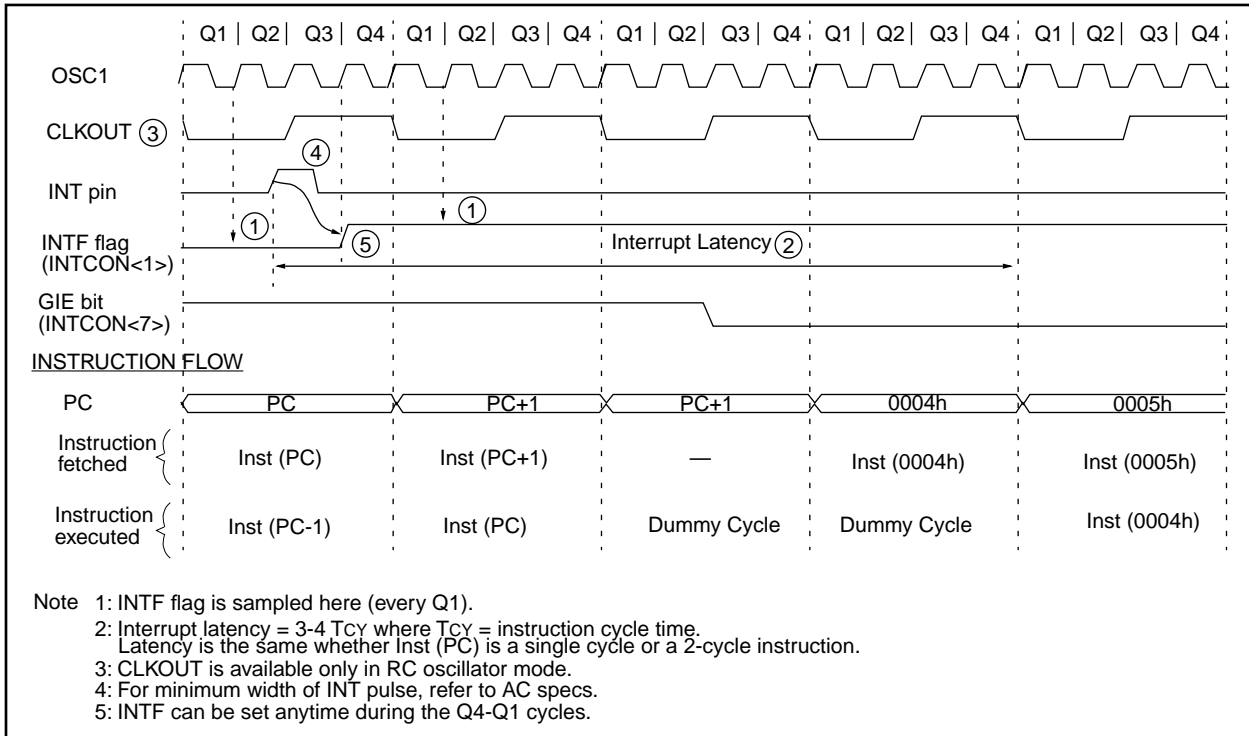 Q1 | Q2 | Q3 | Q4 Q1 | Q2 | Q3 | Q4 Q1 | Q2 | Q3 | Q4 Q1 | Q2 | Q3 | Q4 Q1 | Q2 | Q3 | Q4
OSC1
CLKOUT 3
4
INT pin
1 1
INTF flag
(INTCON<1>)
5
Interrupt Latency 2
GIE bit
(INTCON<7>)
INSTRUCTION FLOW
PC PC PC+1 PC+1 0004h 0005h
Instruction
fetched
Inst (PC) Inst (PC+1) — Inst (0004h) Inst (0005h)
Instruction
executed
Inst (PC-1) Inst (PC) Dummy Cycle Dummy Cycle Inst (0004h)
Note 1: INTF flag is sampled here (every Q1).
2: Interrupt latency = 3-4 TCY where TCY = instruction cycle time.
Latency is the same whether Inst (PC) is a single cycle or a 2-cycle instruction.
3: CLKOUT is available only in RC oscillator mode.
4: For minimum width of INT pulse, refer to AC specs.
5: INTF can be set anytime during the Q4-Q1 cycles.